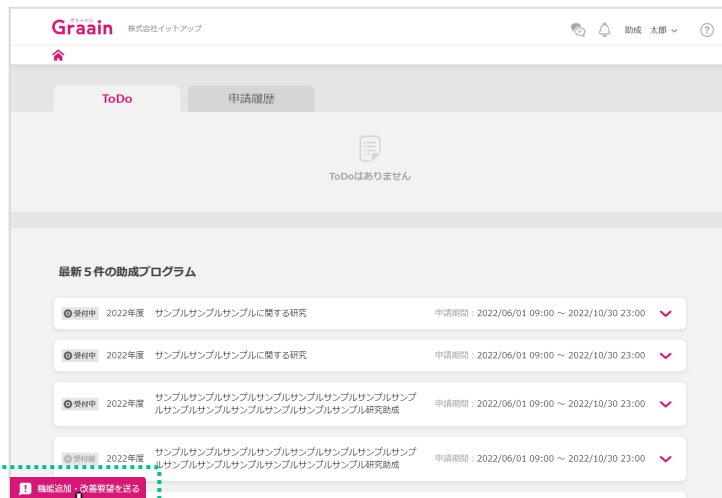 グラーイン
Graain 株式会社イットアップ 助成 太郎
ToDo 申請履歴
ToDoはありません
最新5件の助成プログラム
受付中 2022年度 サンプルサンプルサンプルに関する研究 申請期間：2022/06/01 09:00 ～ 2022/10/30 23:00
受付中 2022年度 サンプルサンプルサンプルに関する研究 申請期間：2022/06/01 09:00 ～ 2022/10/30 23:00
サンプルサンプルサンプルサンプルサンプルサンプルサンプルサンプ
受付中 2022年度 申請期間：2022/06/01 09:00 ～ 2022/10/30 23:00
ルサンプルサンプルサンプルサンプルサンプルサンプル研究助成
サンプルサンプルサンプルサンプルサンプルサンプルサンプルサンプ
受付前 2022年度 申請期間：2022/06/01 09:00 ～ 2022/10/30 23:00
ルサンプルサンプルサンプルサンプルサンプルサンプル研究助成
機能追加・改善要望を送る